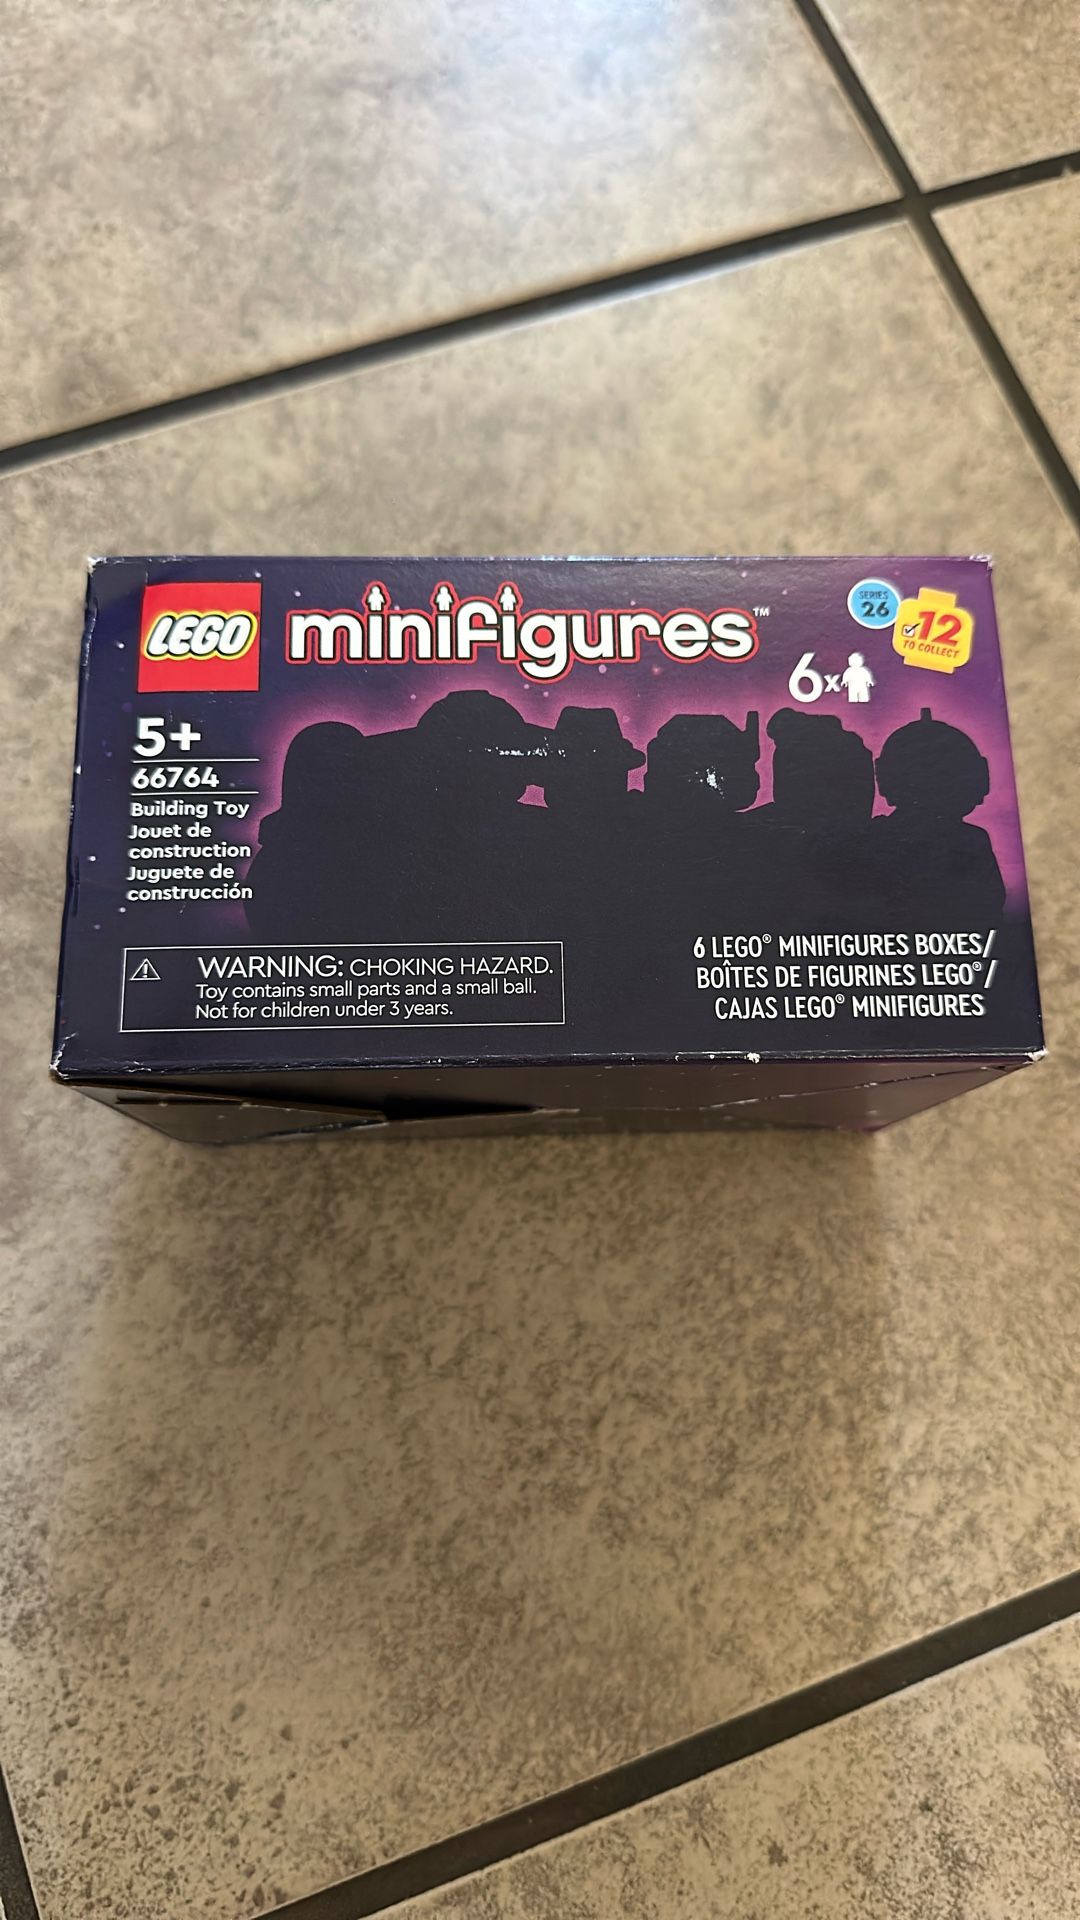 LEGO
minifigures™
SERIES
26
12
TO COLLECT
6x
5+
66764
Building Toy
Jouet de
construction
Juguete de
construcción
WARNING: CHOKING HAZARD.
Toy contains small parts and a small ball.
Not for children under 3 years.
6 LEGO® MINIFIGURES BOXES/
BOÎTES DE FIGURINES LEGO®/
CAJAS LEGO® MINIFIGURES